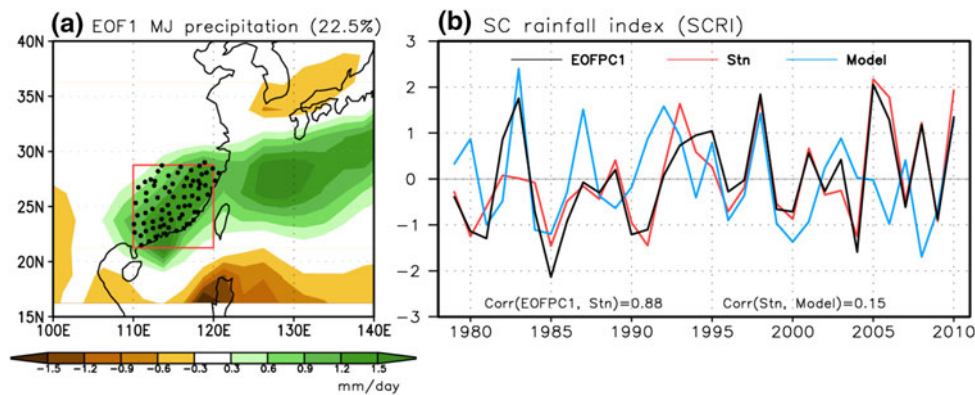 (a) EOF1 MJ precipitation (22.5%)
40N
35N
30N
25N
20N
15N
100E 110E 120E 130E 140E
-1.5 -1.2 -0.9 -0.6 -0.3 0.3 0.6 0.9 1.2 1.5
mm/day
(b) SC rainfall index (SCRI)
EOFPC1 Stn Model
3
2
1
0
-1
-2
-3
Corr(EOFPC1, Stn)=0.88 Corr(Stn, Model)=0.15
1980 1985 1990 1995 2000 2005 2010